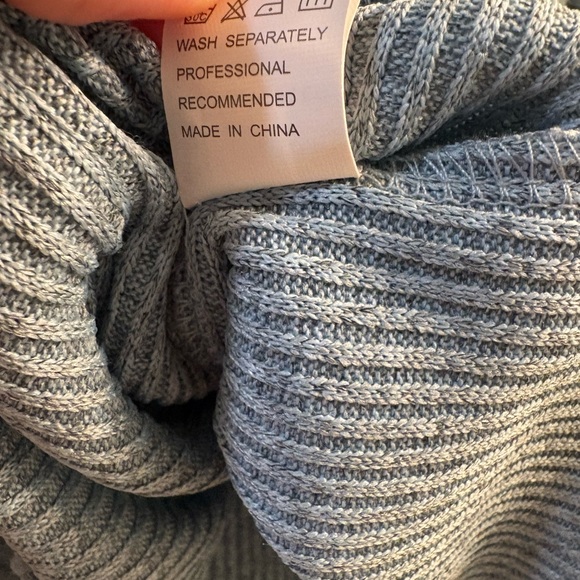 WASH SEPARATELY
PROFESSIONAL
RECOMMENDED
MADE IN CHINA